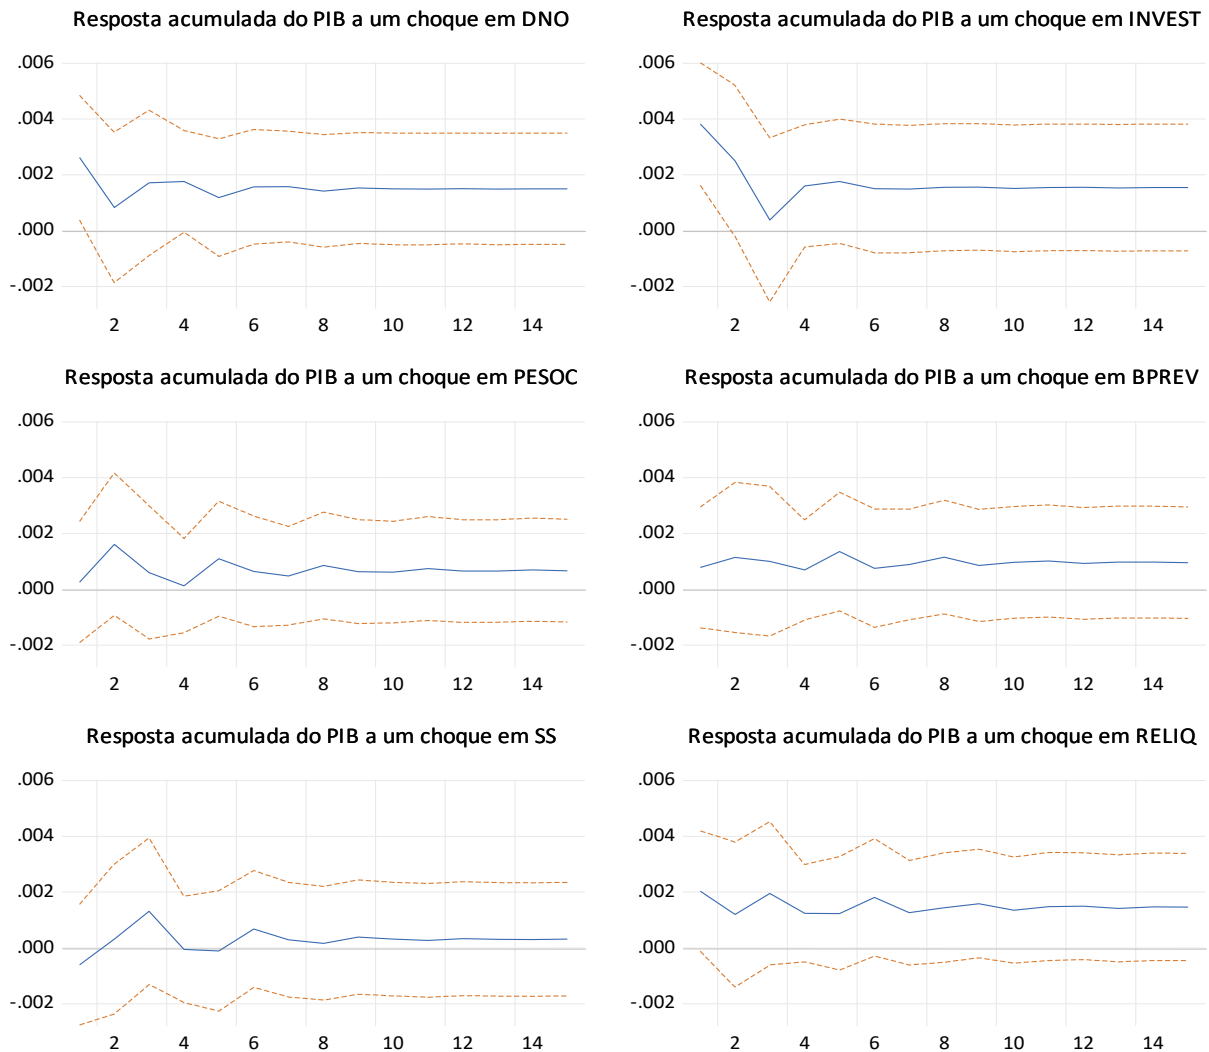 Resposta acumulada do PIB a um choque em DNO
.006
.004
.002
.000
-.002
2 4 6 8 10 12 14
Resposta acumulada do PIB a um choque em INVEST
.006
.004
.002
.000
-.002
2 4 6 8 10 12 14
Resposta acumulada do PIB a um choque em PESOC
.006
.004
.002
.000
-.002
2 4 6 8 10 12 14
Resposta acumulada do PIB a um choque em BPREV
.006
.004
.002
.000
-.002
2 4 6 8 10 12 14
Resposta acumulada do PIB a um choque em SS
.006
.004
.002
.000
-.002
2 4 6 8 10 12 14
Resposta acumulada do PIB a um choque em RELIQ
.006
.004
.002
.000
-.002
2 4 6 8 10 12 14